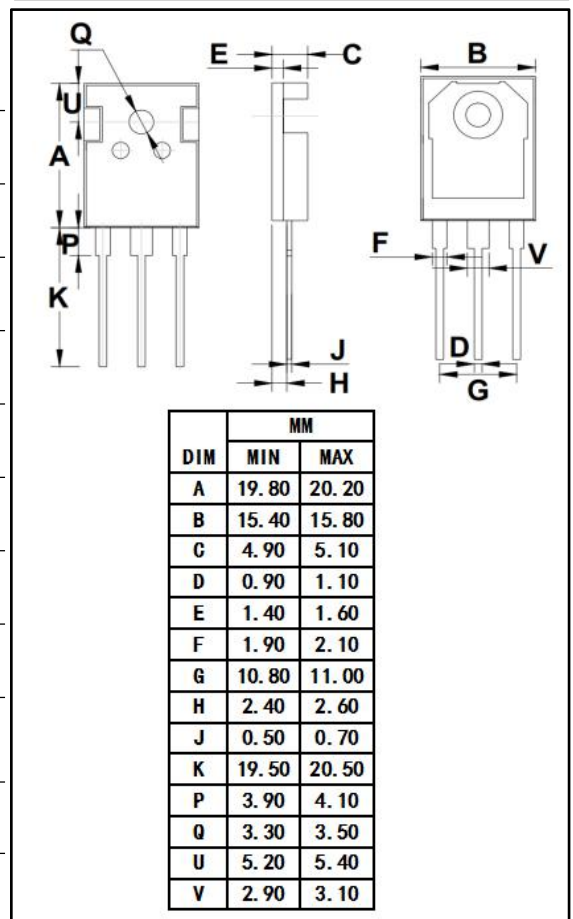 Q
E C B
U
A
P
K
F V
J D
H G
MM
DIM MIN MAX
A 19.80 20.20
B 15.40 15.80
C 4.90 5.10
D 0.90 1.10
E 1.40 1.60
F 1.90 2.10
G 10.80 11.00
H 2.40 2.60
J 0.50 0.70
K 19.50 20.50
P 3.90 4.10
Q 3.30 3.50
U 5.20 5.40
V 2.90 3.10